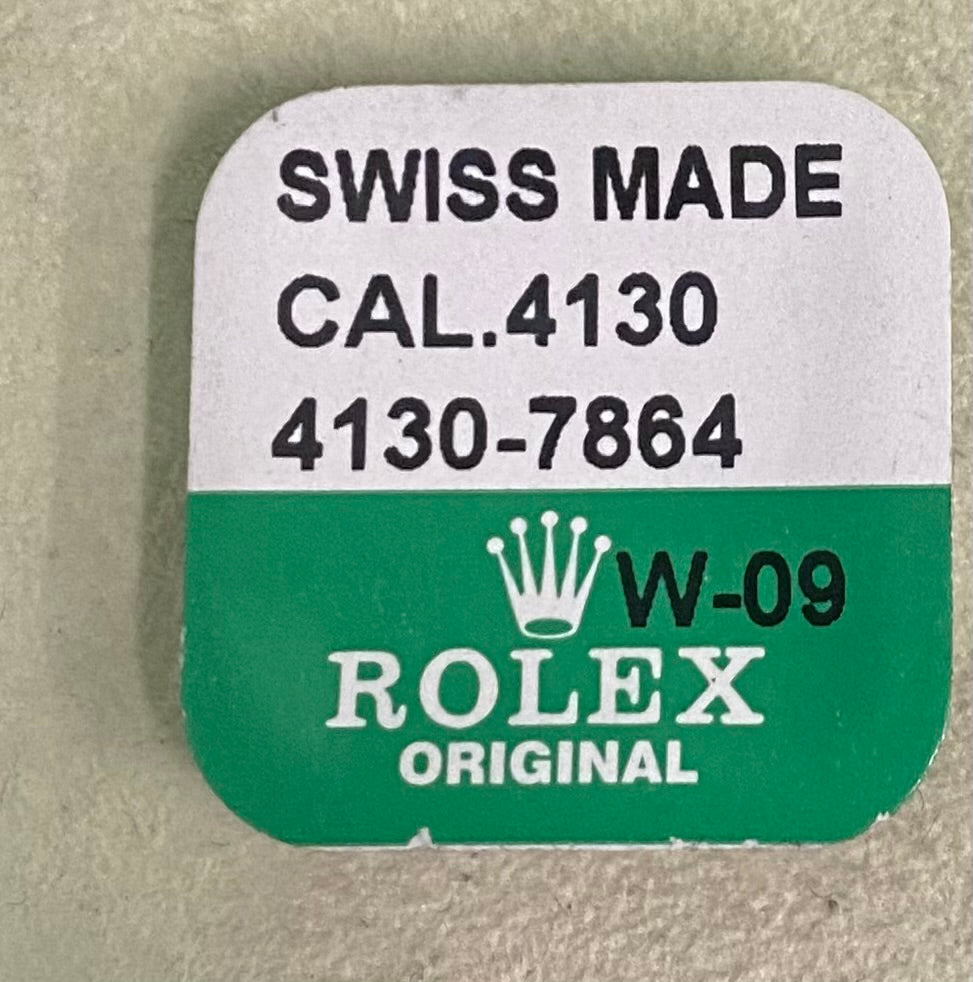 SWISS MADE
CAL.4130
4130-7864
W-09
ROLEX
ORIGINAL